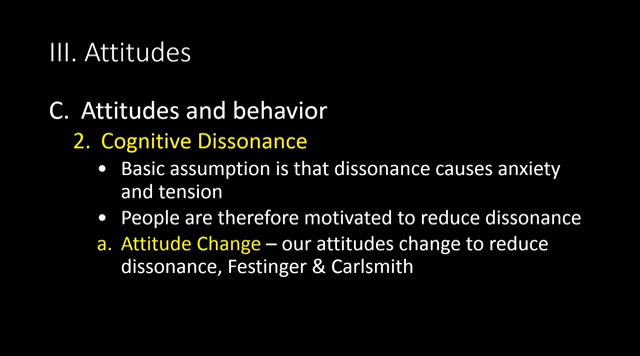 III. Attitudes
C. Attitudes and behavior
2. Cognitive Dissonance
• Basic assumption is that dissonance causes anxiety
and tension
• People are therefore motivated to reduce dissonance
a. Attitude Change – our attitudes change to reduce
dissonance, Festinger & Carlsmith